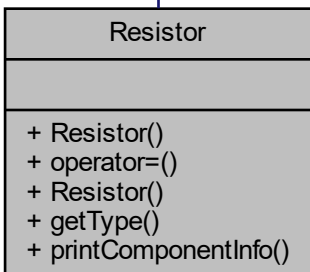 Resistor
+ Resistor()
+ operator=()
+ Resistor()
+ getType()
+ printComponentInfo()